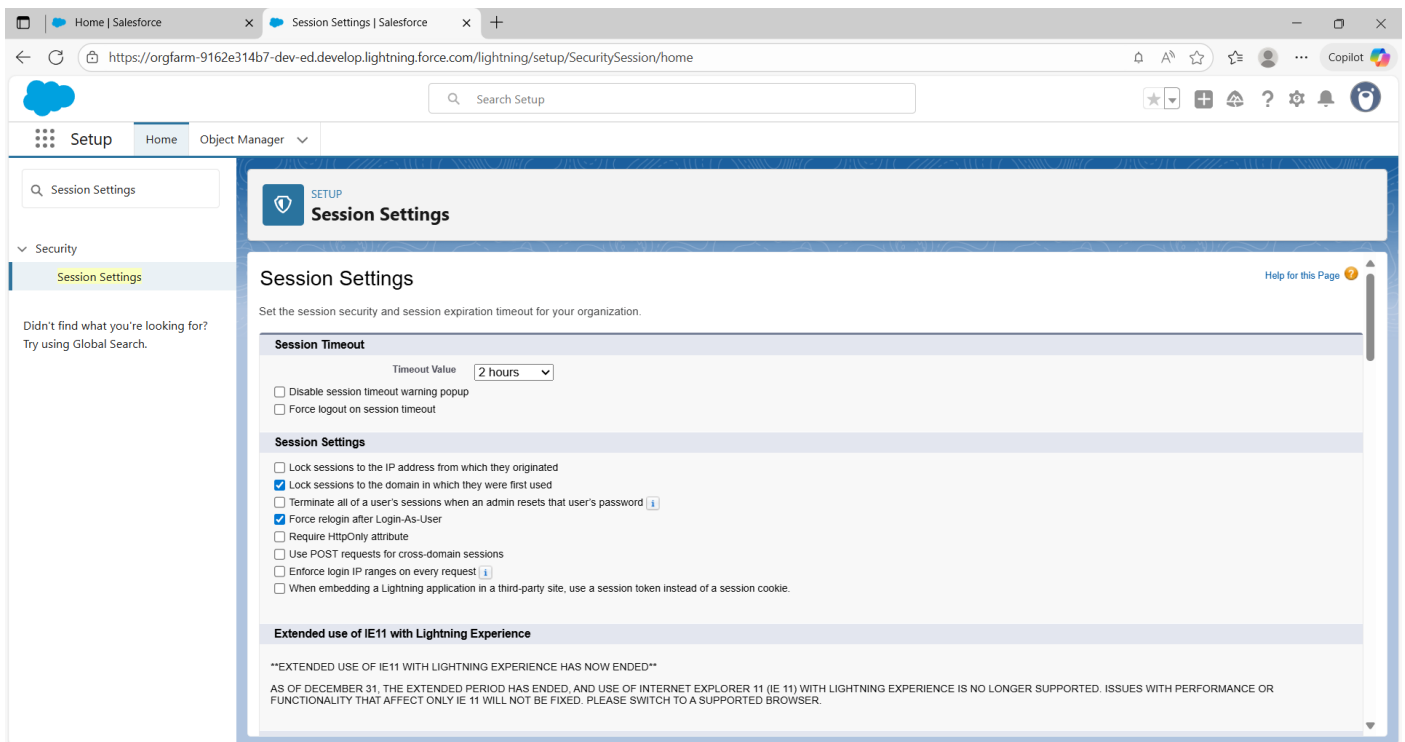 Home | Salesforce
Session Settings | Salesforce
https://orgfarm-9162e314b7-dev-ed.develop.lightning.force.com/lightning/setup/SecuritySession/home
Copilot
Search Setup
Setup
Home
Object Manager
Session Settings
Security
Session Settings
Didn't find what you're looking for?
Try using Global Search.
SETUP
Session Settings
Session Settings
Help for this Page
Set the session security and session expiration timeout for your organization.
Session Timeout
Timeout Value 2 hours
Disable session timeout warning popup
Force logout on session timeout
Session Settings
Lock sessions to the IP address from which they originated
Lock sessions to the domain in which they were first used
Terminate all of a user's sessions when an admin resets that user's password
Force relogin after Login-As-User
Require HttpOnly attribute
Use POST requests for cross-domain sessions
Enforce login IP ranges on every request
When embedding a Lightning application in a third-party site, use a session token instead of a session cookie.
Extended use of IE11 with Lightning Experience
**EXTENDED USE OF IE11 WITH LIGHTNING EXPERIENCE HAS NOW ENDED**
AS OF DECEMBER 31, THE EXTENDED PERIOD HAS ENDED, AND USE OF INTERNET EXPLORER 11 (IE 11) WITH LIGHTNING EXPERIENCE IS NO LONGER SUPPORTED. ISSUES WITH PERFORMANCE OR
FUNCTIONALITY THAT AFFECT ONLY IE 11 WILL NOT BE FIXED. PLEASE SWITCH TO A SUPPORTED BROWSER.